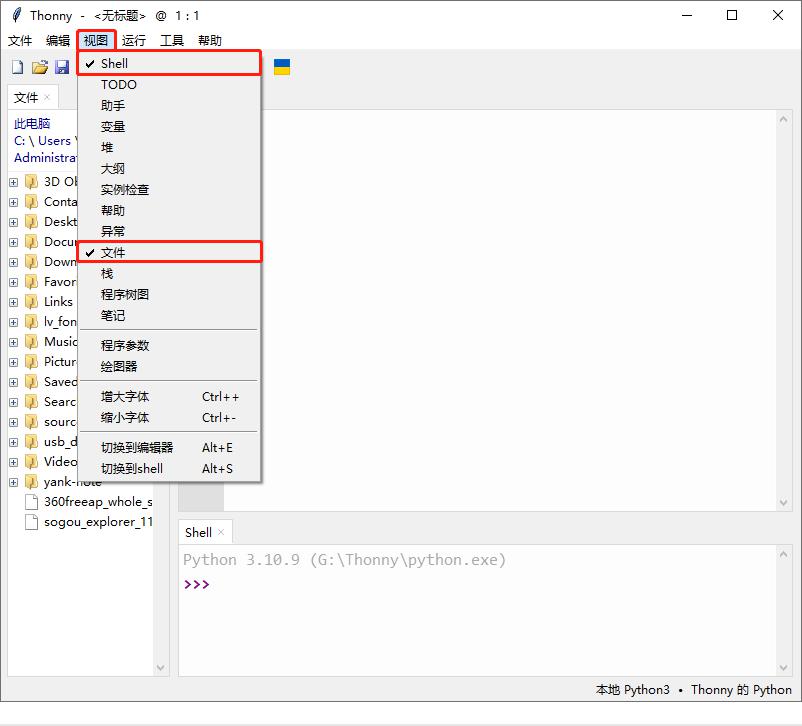 Thonny - <无标题> @ 1 : 1
文件 编辑 视图 运行 工具 帮助
文件 ×
此电脑
C: \ Users \
Administra
3D Ob
Conta
Deskt
Docu
Down
Favor
Links
lv_fon
Music
Pictur
Saved
Searc
sourc
usb_d
Video
yank-note
360freeap_whole_s
sogou_explorer_11
Shell
TODO
助手
变量
堆
大纲
实例检查
帮助
异常
文件
栈
程序树图
笔记
程序参数
绘图器
增大字体 Ctrl++
缩小字体 Ctrl+-
切换到编辑器 Alt+E
切换到shell Alt+S
Shell ×
Python 3.10.9 (G:\Thonny\python.exe)
>>>
本地 Python3 • Thonny 的 Python